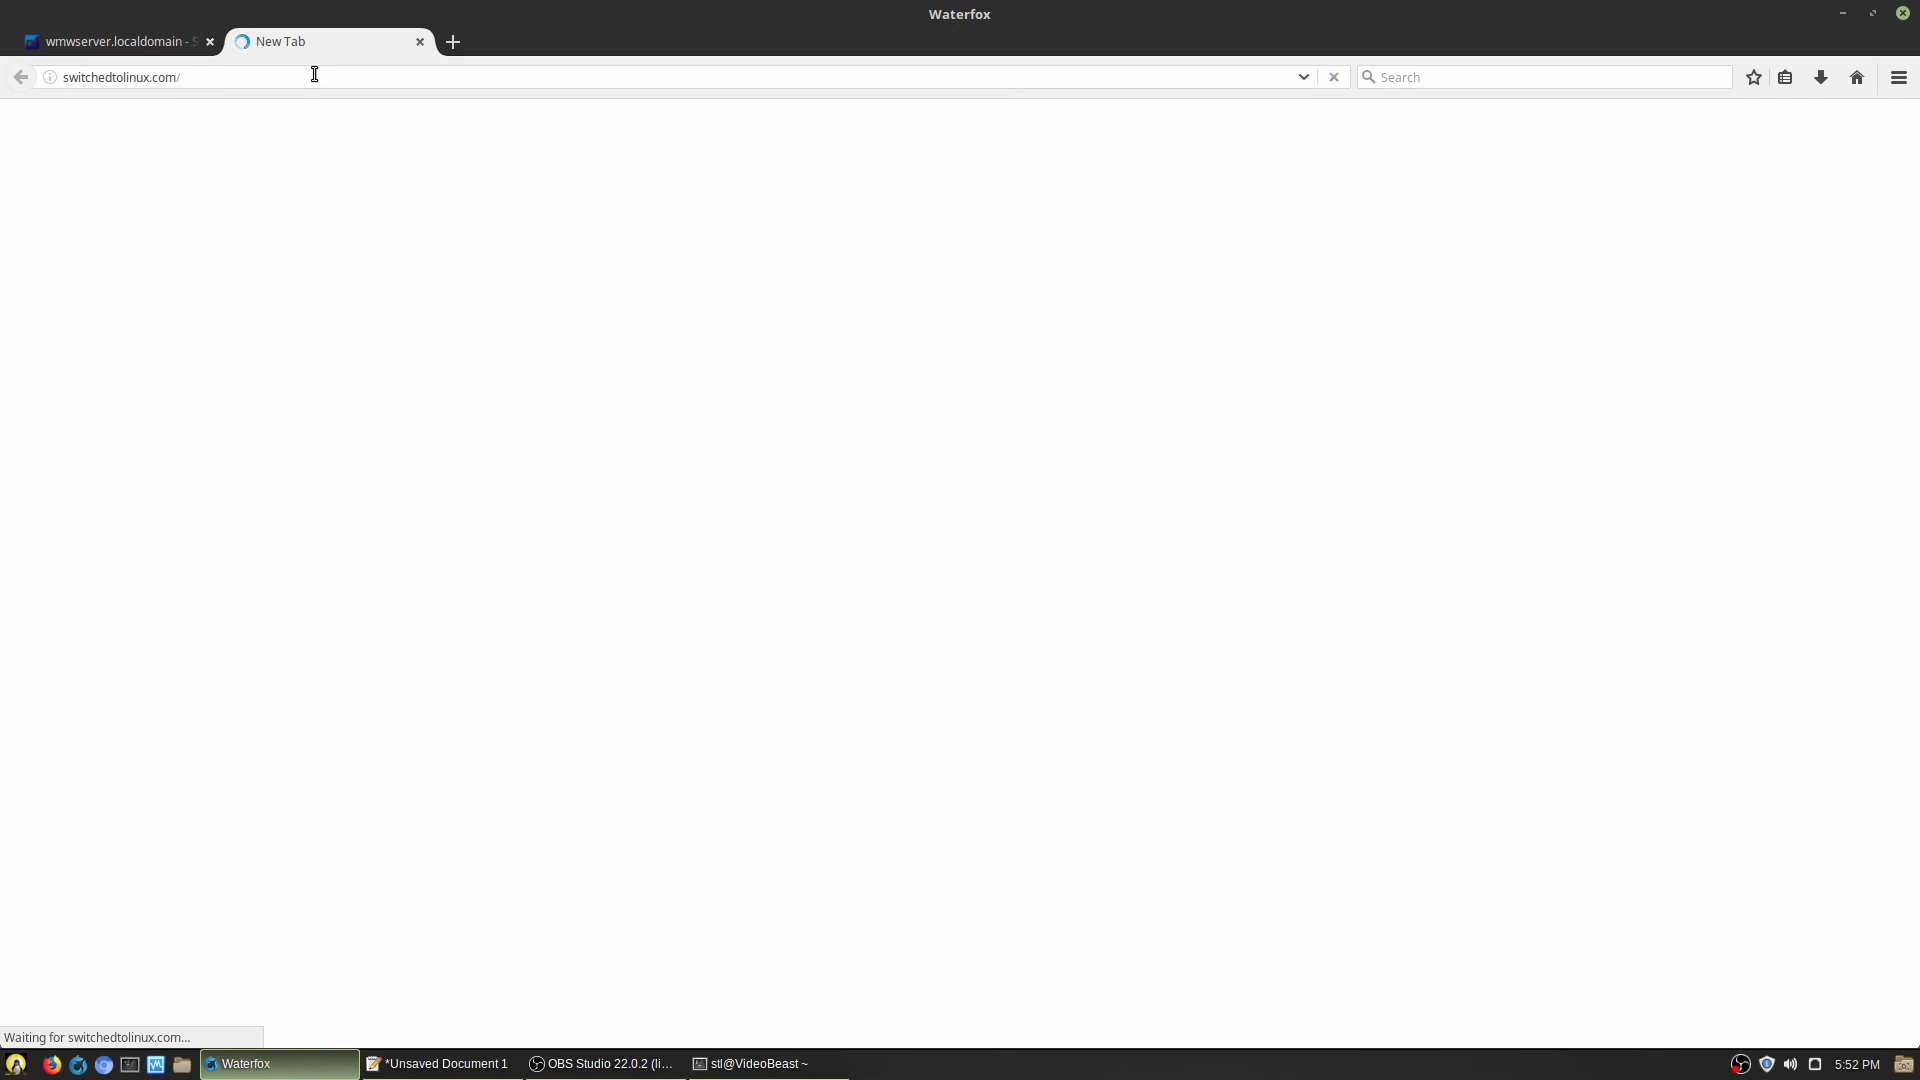 Waterfox
wmwserver.localdomain - S
New Tab
switchedtolinux.com/
Search
Waiting for switchedtolinux.com...
Waterfox
*Unsaved Document 1
OBS Studio 22.0.2 (li...
stl@VideoBeast ~
5:52 PM